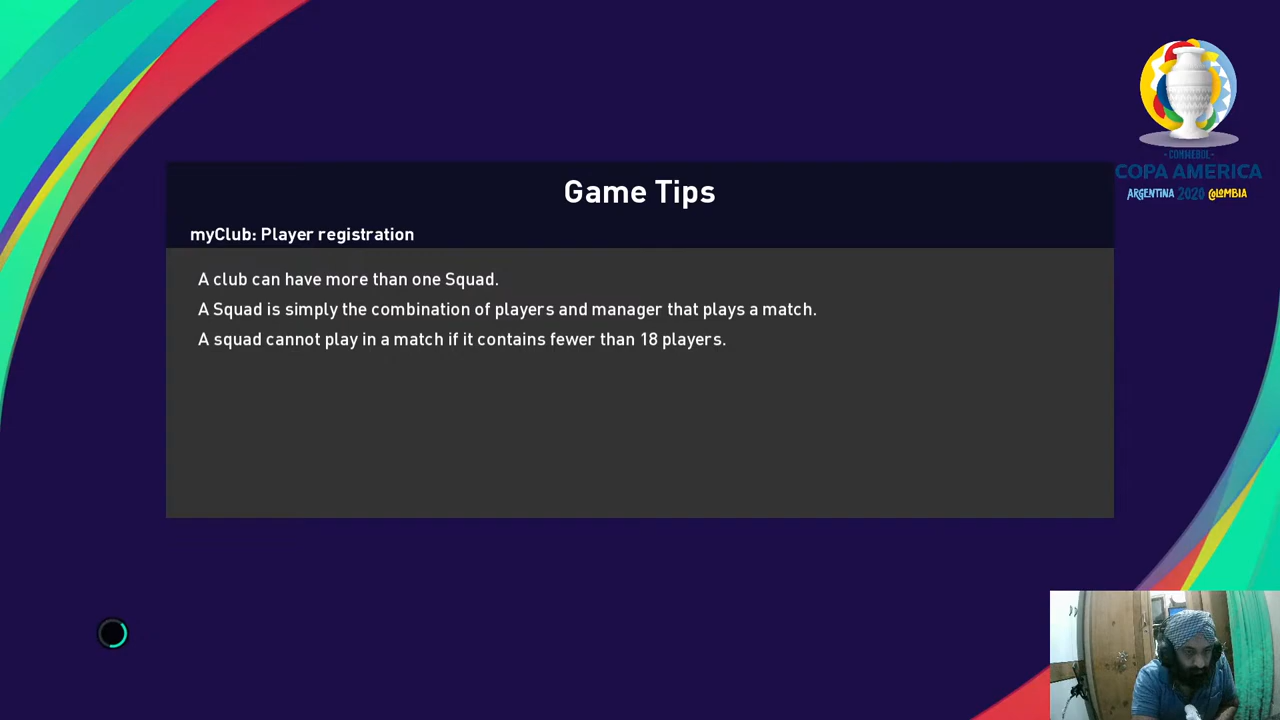 Game Tips
myClub: Player registration
A club can have more than one Squad.
A Squad is simply the combination of players and manager that plays a match.
A squad cannot play in a match if it contains fewer than 18 players.
-CONMEBOL-
COPA AMERICA
ARGENTINA 2020 COLOMBIA